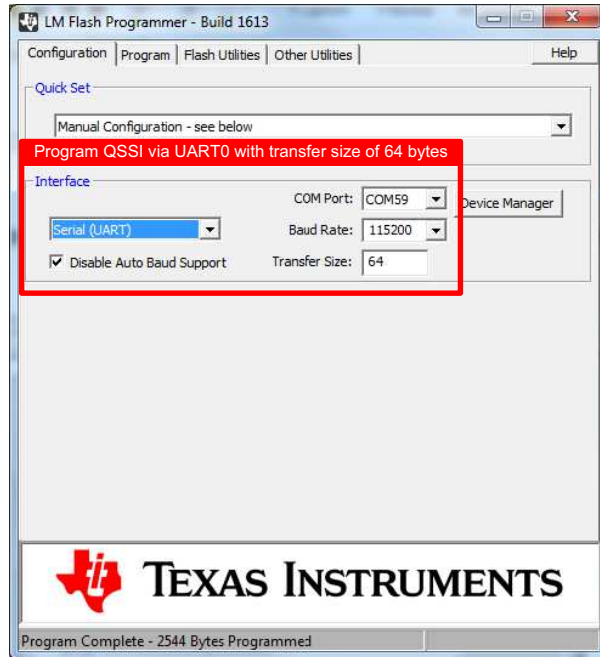 LM Flash Programmer - Build 1613
Configuration Program Flash Utilities Other Utilities Help
Quick Set
Manual Configuration - see below
Program QSSI via UART0 with transfer size of 64 bytes
Interface
COM Port: COM59 Device Manager
Serial (UART) Baud Rate: 115200
Disable Auto Baud Support Transfer Size: 64
TEXAS INSTRUMENTS
Program Complete - 2544 Bytes Programmed